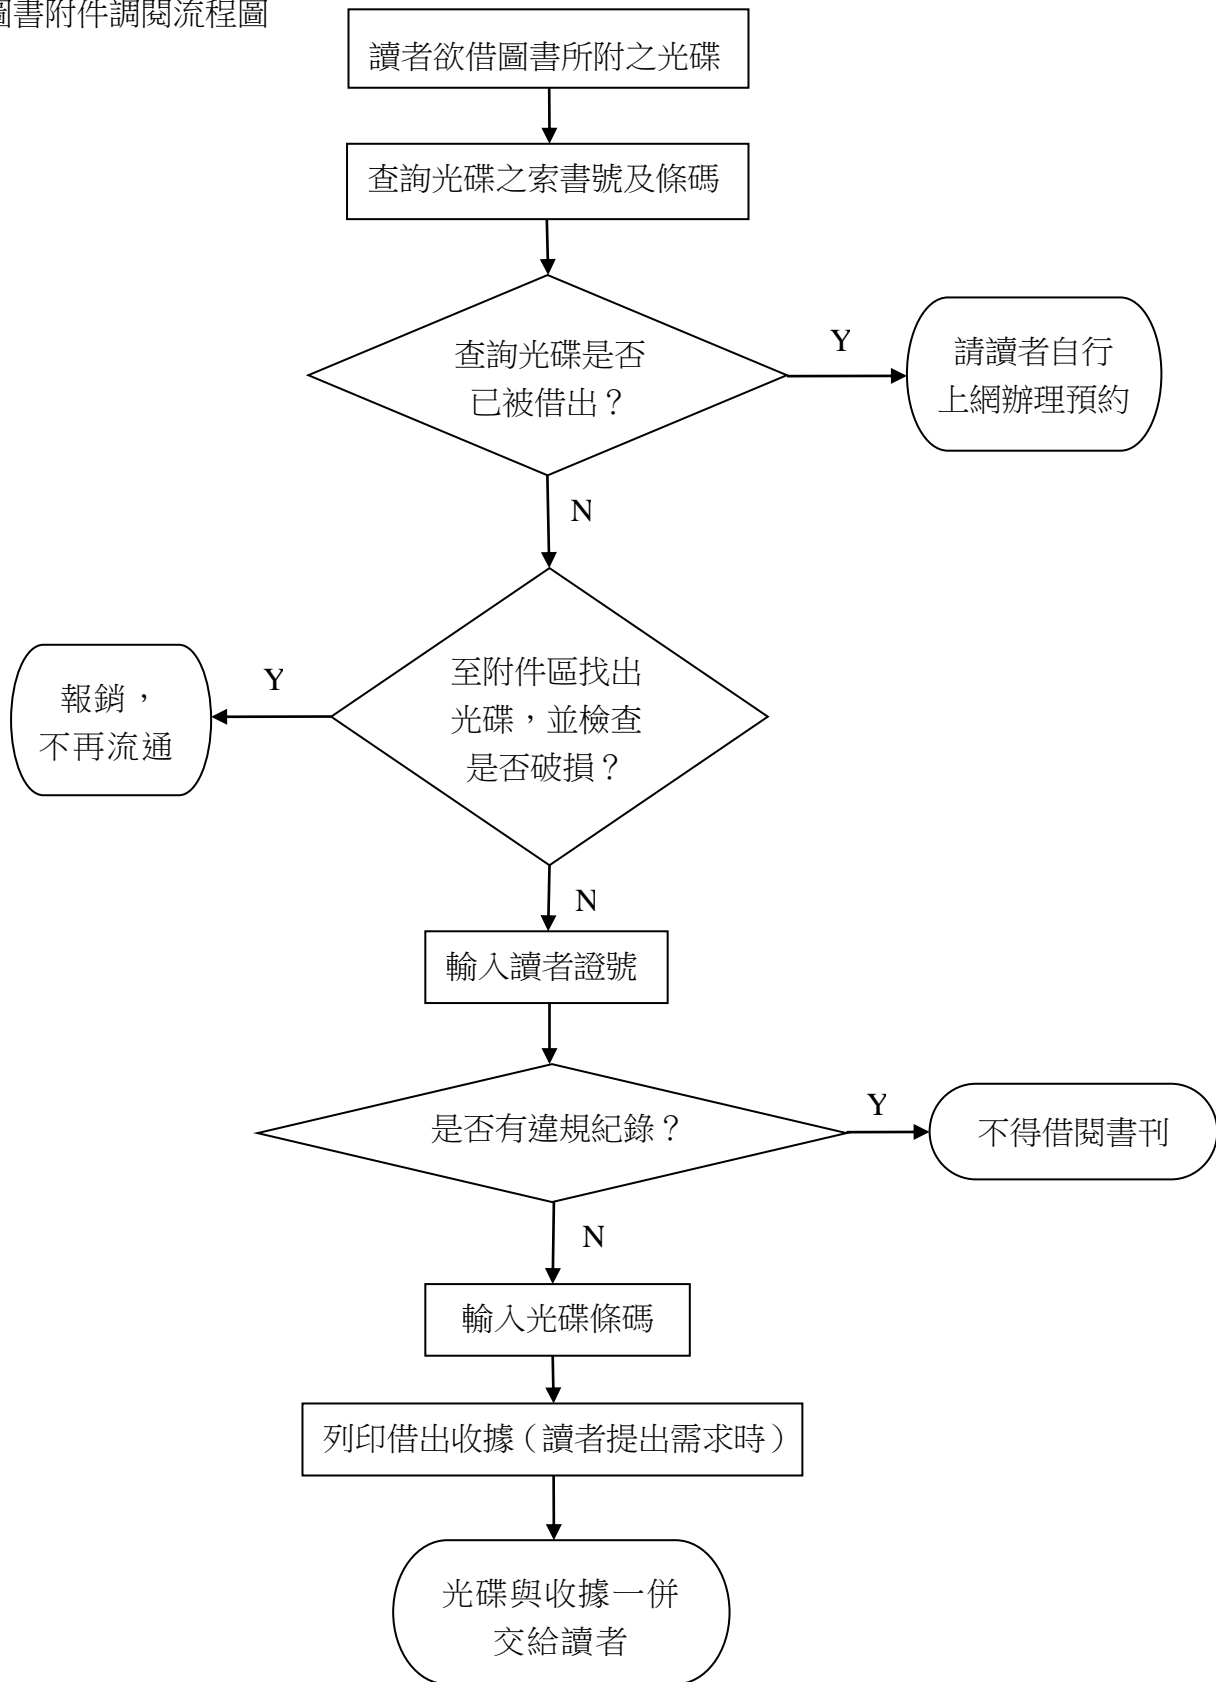 圖書附件調閱流程圖
讀者欲借圖書所附之光碟
查詢光碟之索書號及條碼
查詢光碟是否
已被借出？
Y
請讀者自行
上網辦理預約
N
至附件區找出
光碟，並檢查
是否破損？
Y
報銷，
不再流通
N
輸入讀者證號
是否有違規紀錄？
Y
不得借閱書刊
N
輸入光碟條碼
列印借出收據（讀者提出需求時）
光碟與收據一併
交給讀者